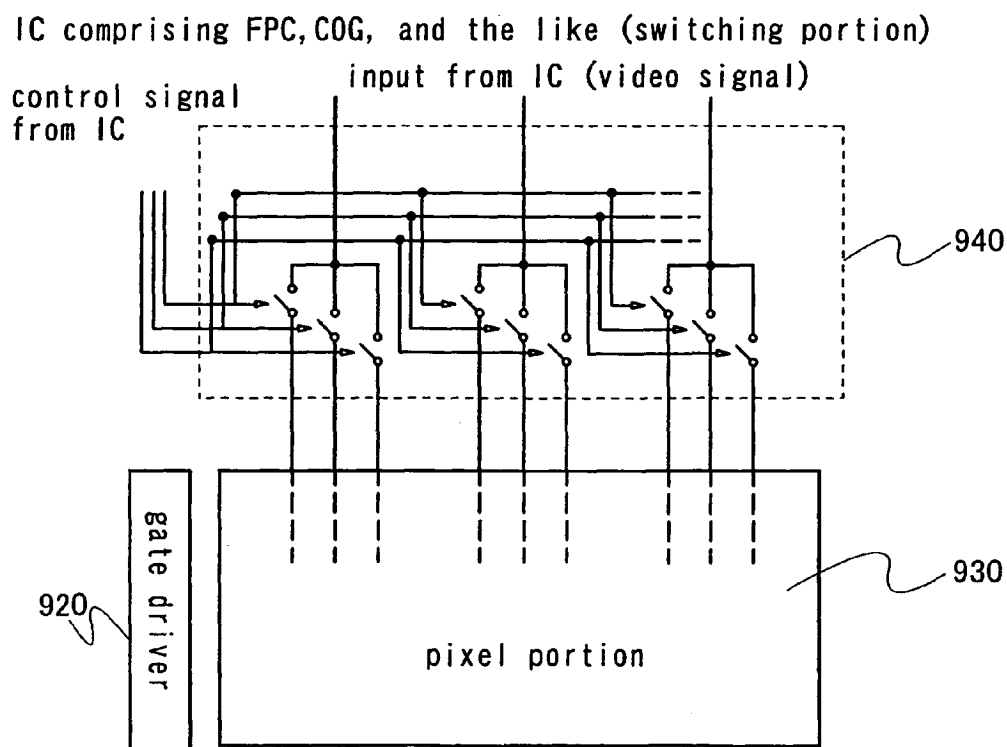 IC comprising FPC, COG, and the like (switching portion)
input from IC (video signal)
control signal
from IC
940
930
920
gate driver
pixel portion